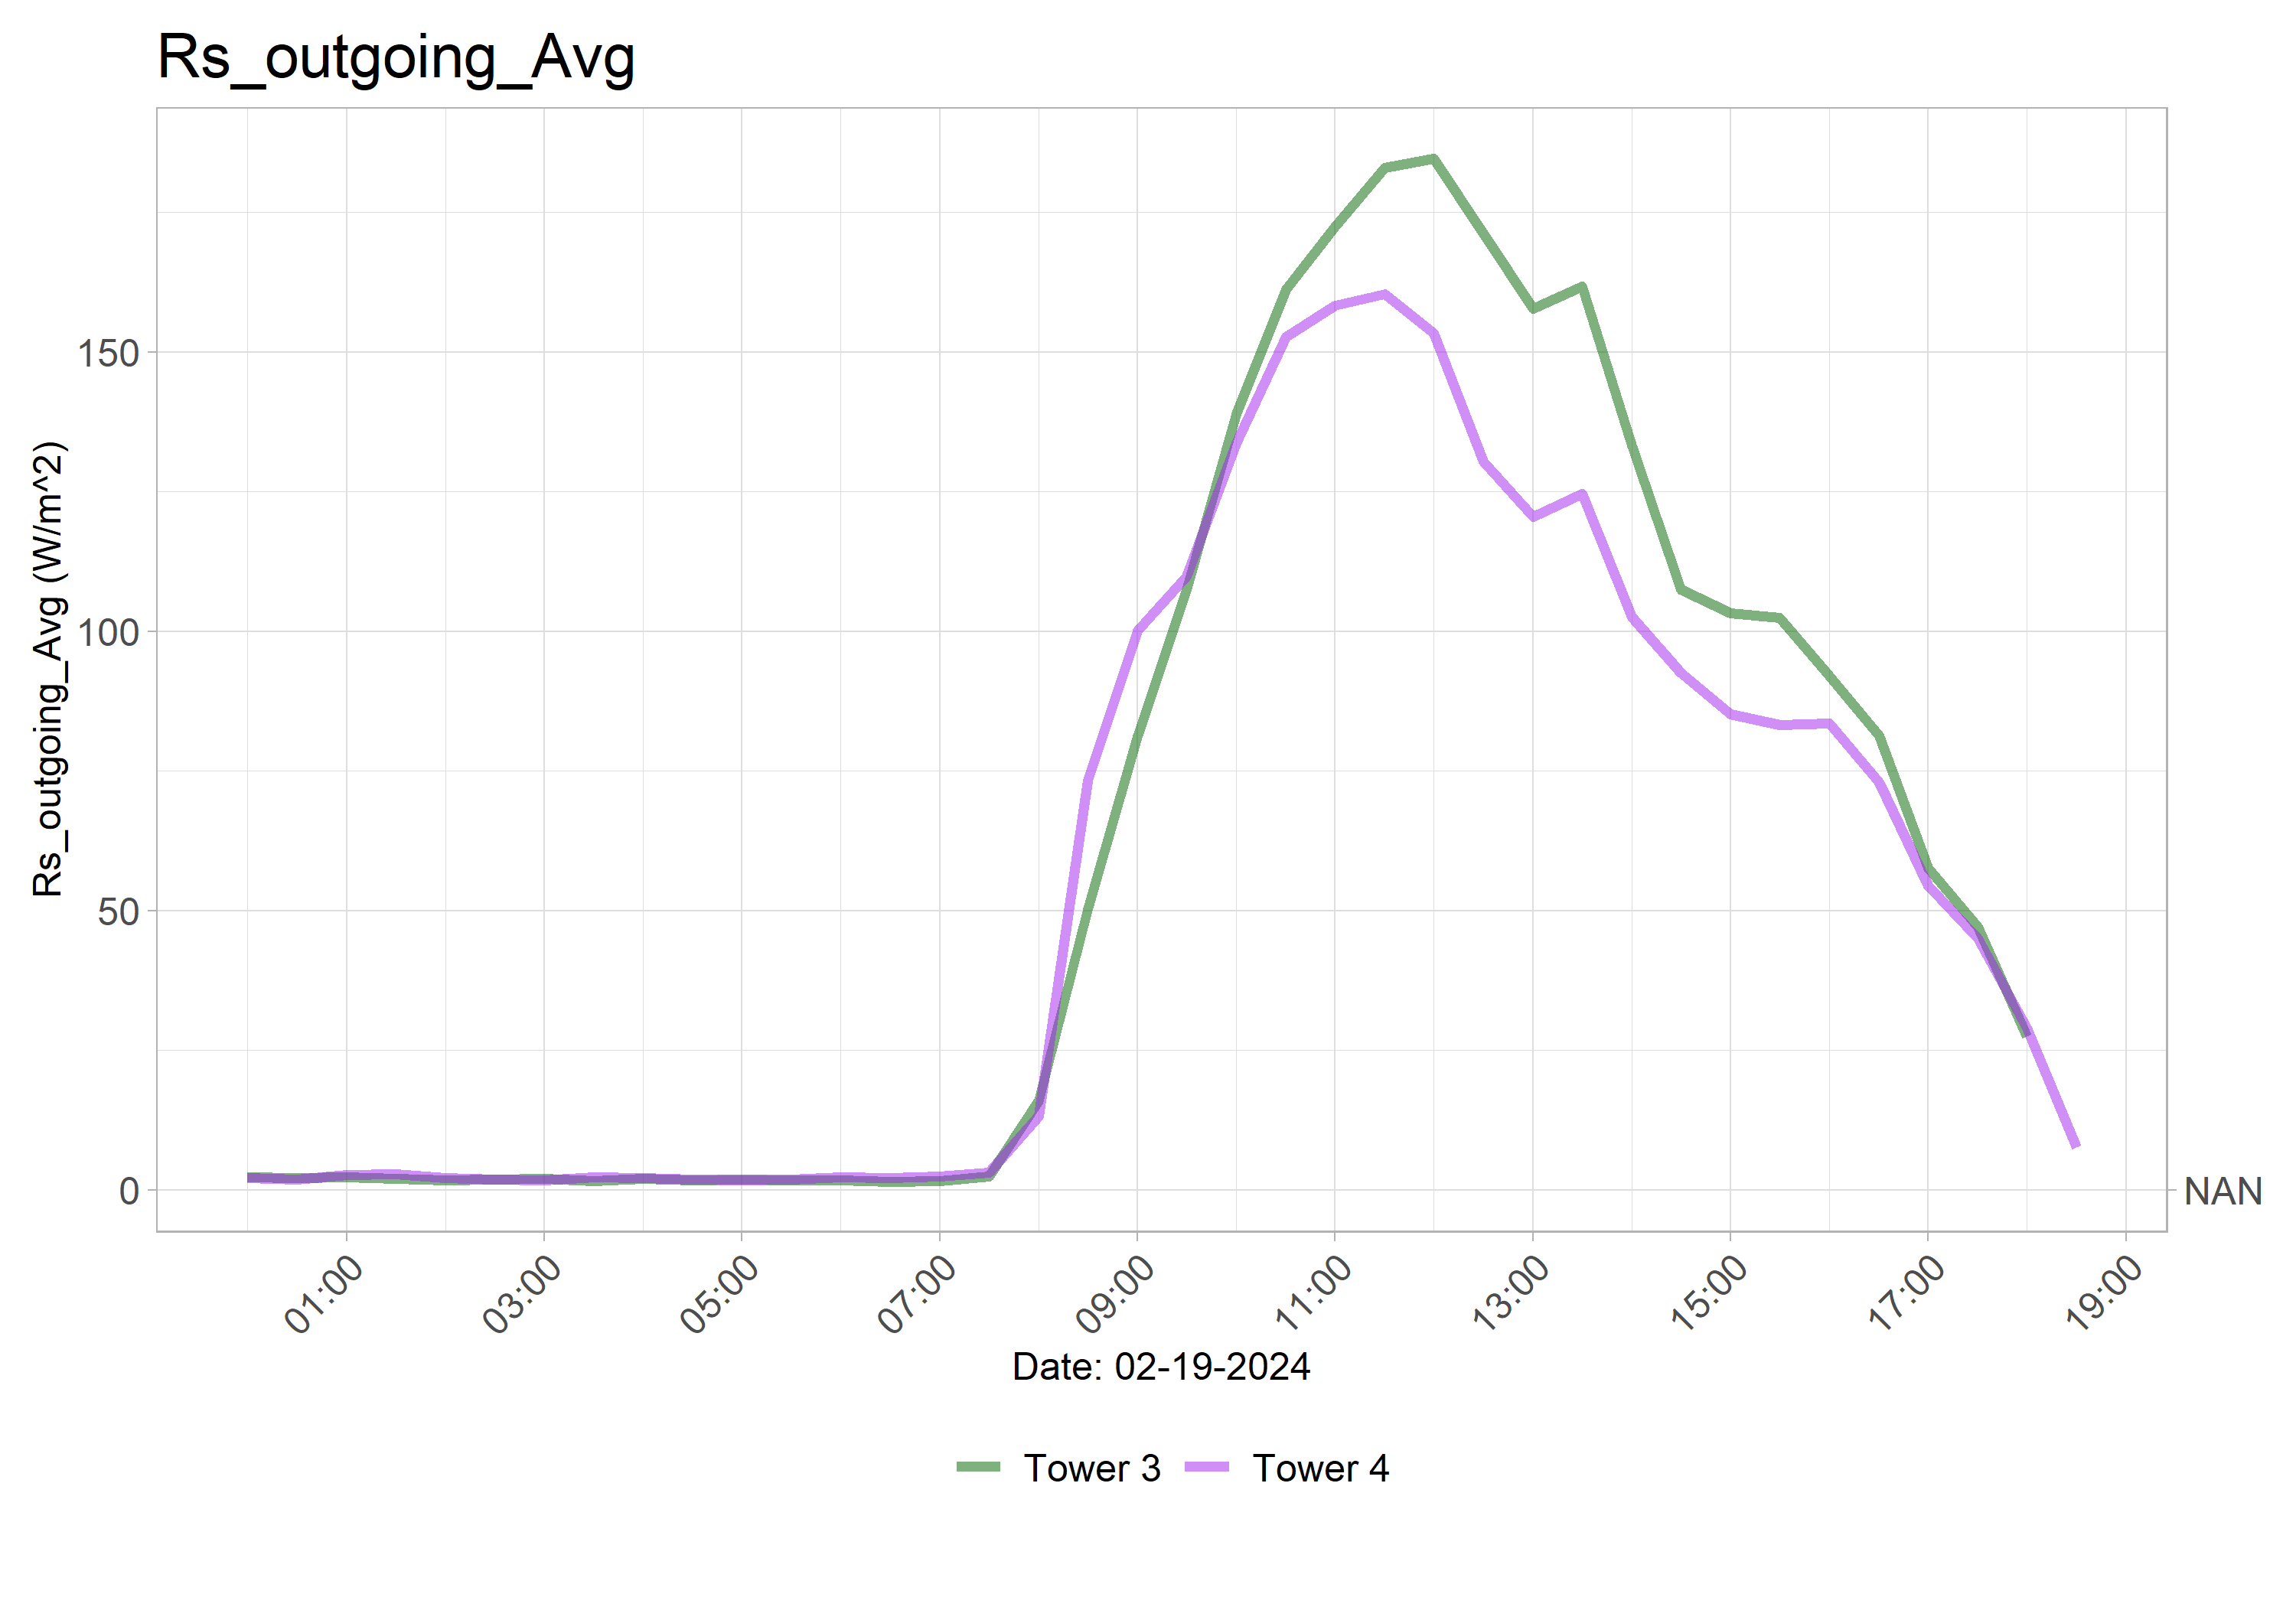 Rs_outgoing_Avg
Rs_outgoing_Avg (W/m^2)
150
100
50
0
NAN
01:00 03:00 05:00 07:00 09:00 11:00 13:00 15:00 17:00 19:00
Date: 02-19-2024
Tower 3 Tower 4